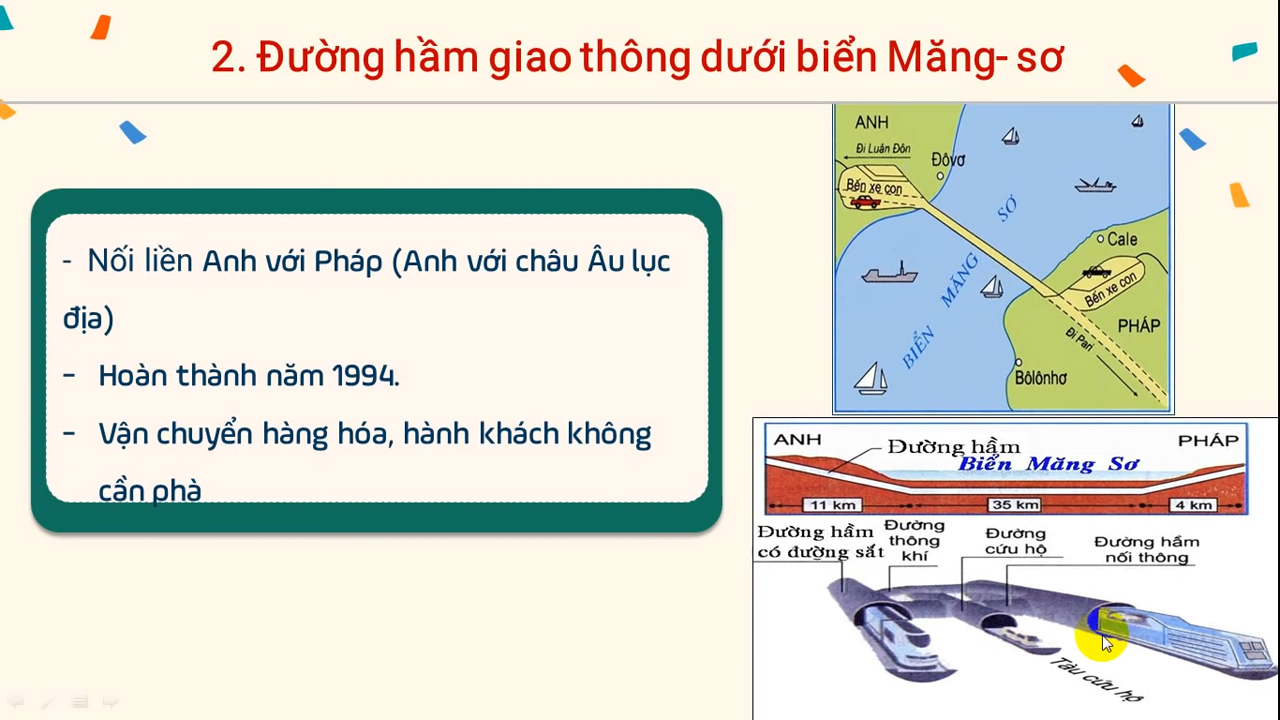 2. Đường hầm giao thông dưới biển Măng- sơ
- Nối liền Anh với Pháp (Anh với châu Âu lục
địa)
- Hoàn thành năm 1994.
- Vận chuyển hàng hóa, hành khách không
cần phà
ANH
Đi Luân Đôn
Đôvơ
Bến xe con
BIỂN MĂNG SƠ
Cale
Bến xe con
PHÁP
Đi Pari
Bôlônhơ
ANH
Đường hầm
PHÁP
Biển Măng Sơ
11 km
35 km
4 km
Đường hầm
có đường sắt
Đường
thông
khí
Đường
cứu hộ
Đường hầm
nối thông
Tàu cứu hộ